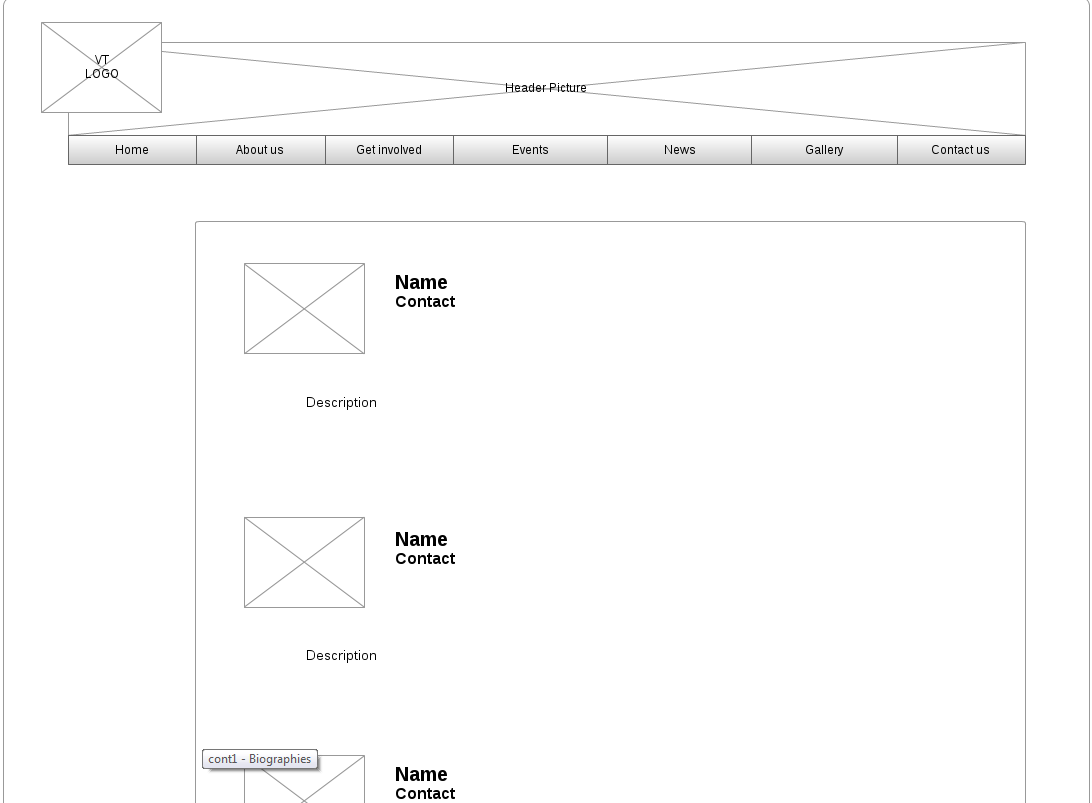 VT
LOGO
Header Picture
Home About us Get involved Events News Gallery Contact us
Name
Contact
Description
Name
Contact
Description
cont1 - Biographies
Name
Contact